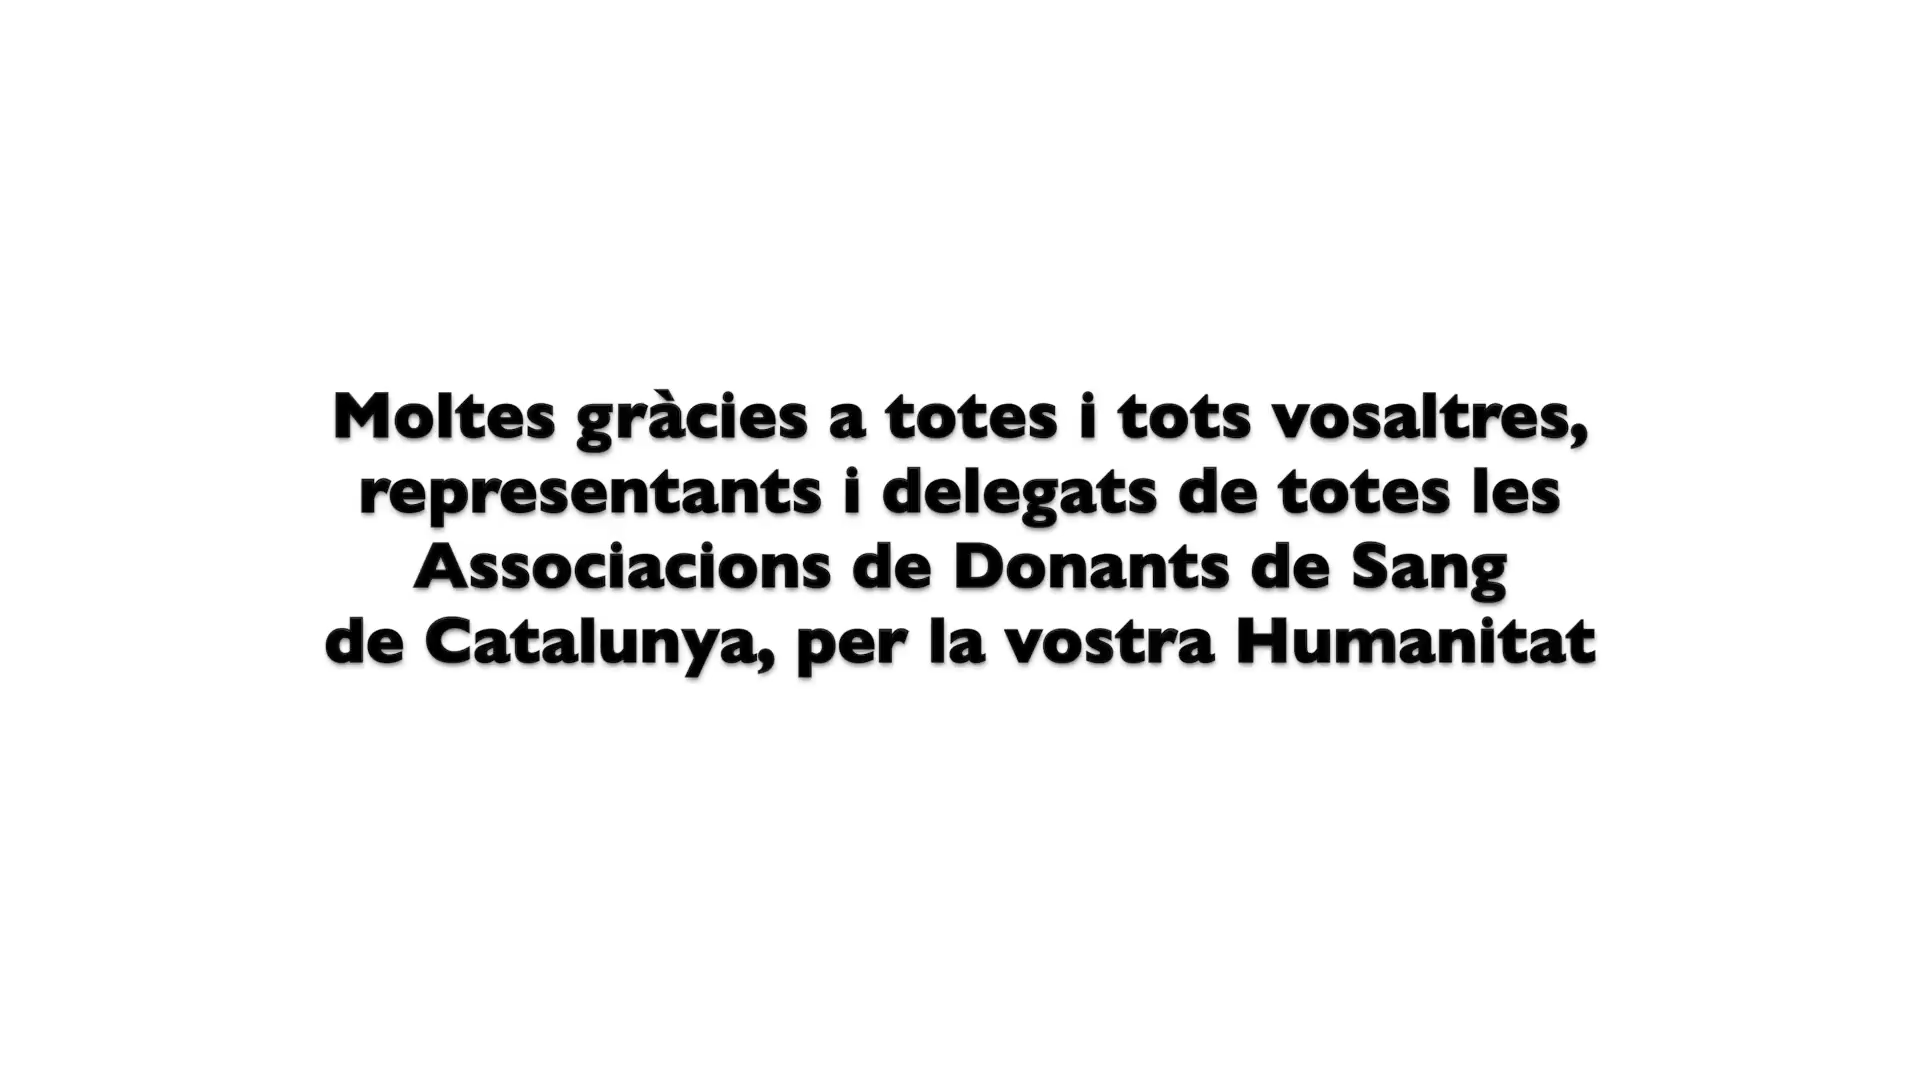 Moltes gràcies a totes i tots vosaltres,
representants i delegats de totes les
Associacions de Donants de Sang
de Catalunya, per la vostra Humanitat